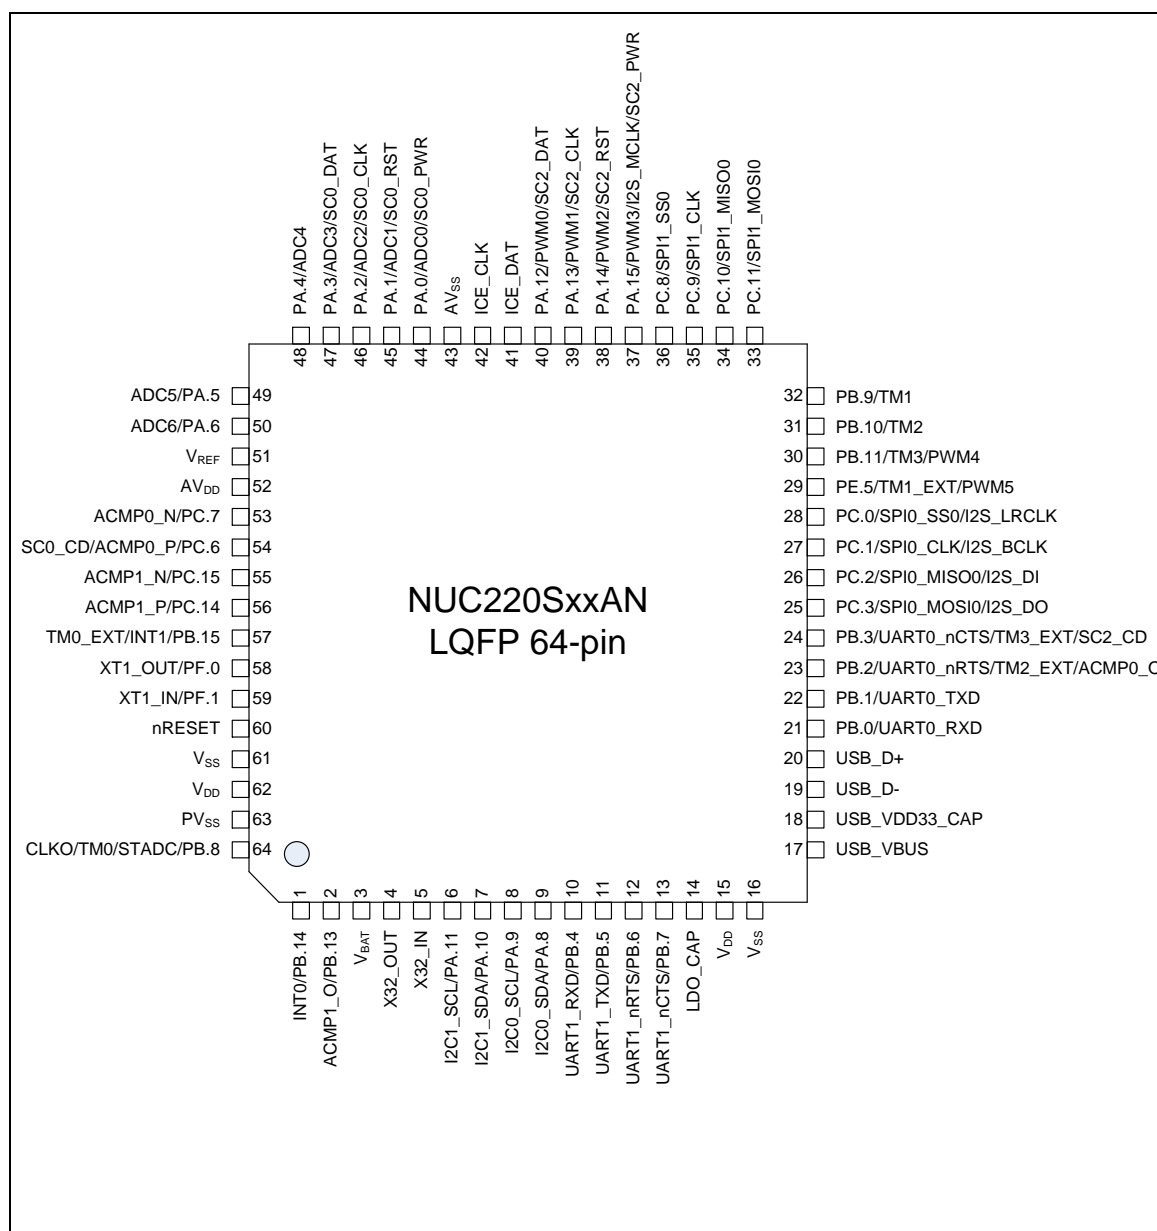 PA.4/ADC4
PA.3/ADC3/SC0_DAT
PA.2/ADC2/SC0_CLK
PA.1/ADC1/SC0_RST
PA.0/ADC0/SC0_PWR
AVSS
ICE_CLK
ICE_DAT
PA.12/PWM0/SC2_DAT
PA.13/PWM1/SC2_CLK
PA.14/PWM2/SC2_RST
PA.15/PWM3/I2S_MCLK/SC2_PWR
PC.8/SPI1_SS0
PC.9/SPI1_CLK
PC.10/SPI1_MISO0
PC.11/SPI1_MOSI0
48
47
46
45
44
43
42
41
40
39
38
37
36
35
34
33
ADC5/PA.5 49
ADC6/PA.6 50
VREF 51
AVDD 52
ACMP0_N/PC.7 53
SC0_CD/ACMP0_P/PC.6 54
ACMP1_N/PC.15 55
ACMP1_P/PC.14 56
TM0_EXT/INT1/PB.15 57
XT1_OUT/PF.0 58
XT1_IN/PF.1 59
nRESET 60
VSS 61
VDD 62
PVSS 63
CLKO/TM0/STADC/PB.8 64
NUC220SxxAN
LQFP 64-pin
32 PB.9/TM1
31 PB.10/TM2
30 PB.11/TM3/PWM4
29 PE.5/TM1_EXT/PWM5
28 PC.0/SPI0_SS0/I2S_LRCLK
27 PC.1/SPI0_CLK/I2S_BCLK
26 PC.2/SPI0_MISO0/I2S_DI
25 PC.3/SPI0_MOSI0/I2S_DO
24 PB.3/UART0_nCTS/TM3_EXT/SC2_CD
23 PB.2/UART0_nRTS/TM2_EXT/ACMP0_O
22 PB.1/UART0_TXD
21 PB.0/UART0_RXD
20 USB_D+
19 USB_D-
18 USB_VDD33_CAP
17 USB_VBUS
1
2
3
4
5
6
7
8
9
10
11
12
13
14
15
16
INT0/PB.14
ACMP1_O/PB.13
VBAT
X32_OUT
X32_IN
I2C1_SCL/PA.11
I2C1_SDA/PA.10
I2C0_SCL/PA.9
I2C0_SDA/PA.8
UART1_RXD/PB.4
UART1_TXD/PB.5
UART1_nRTS/PB.6
UART1_nCTS/PB.7
LDO_CAP
VDD
VSS